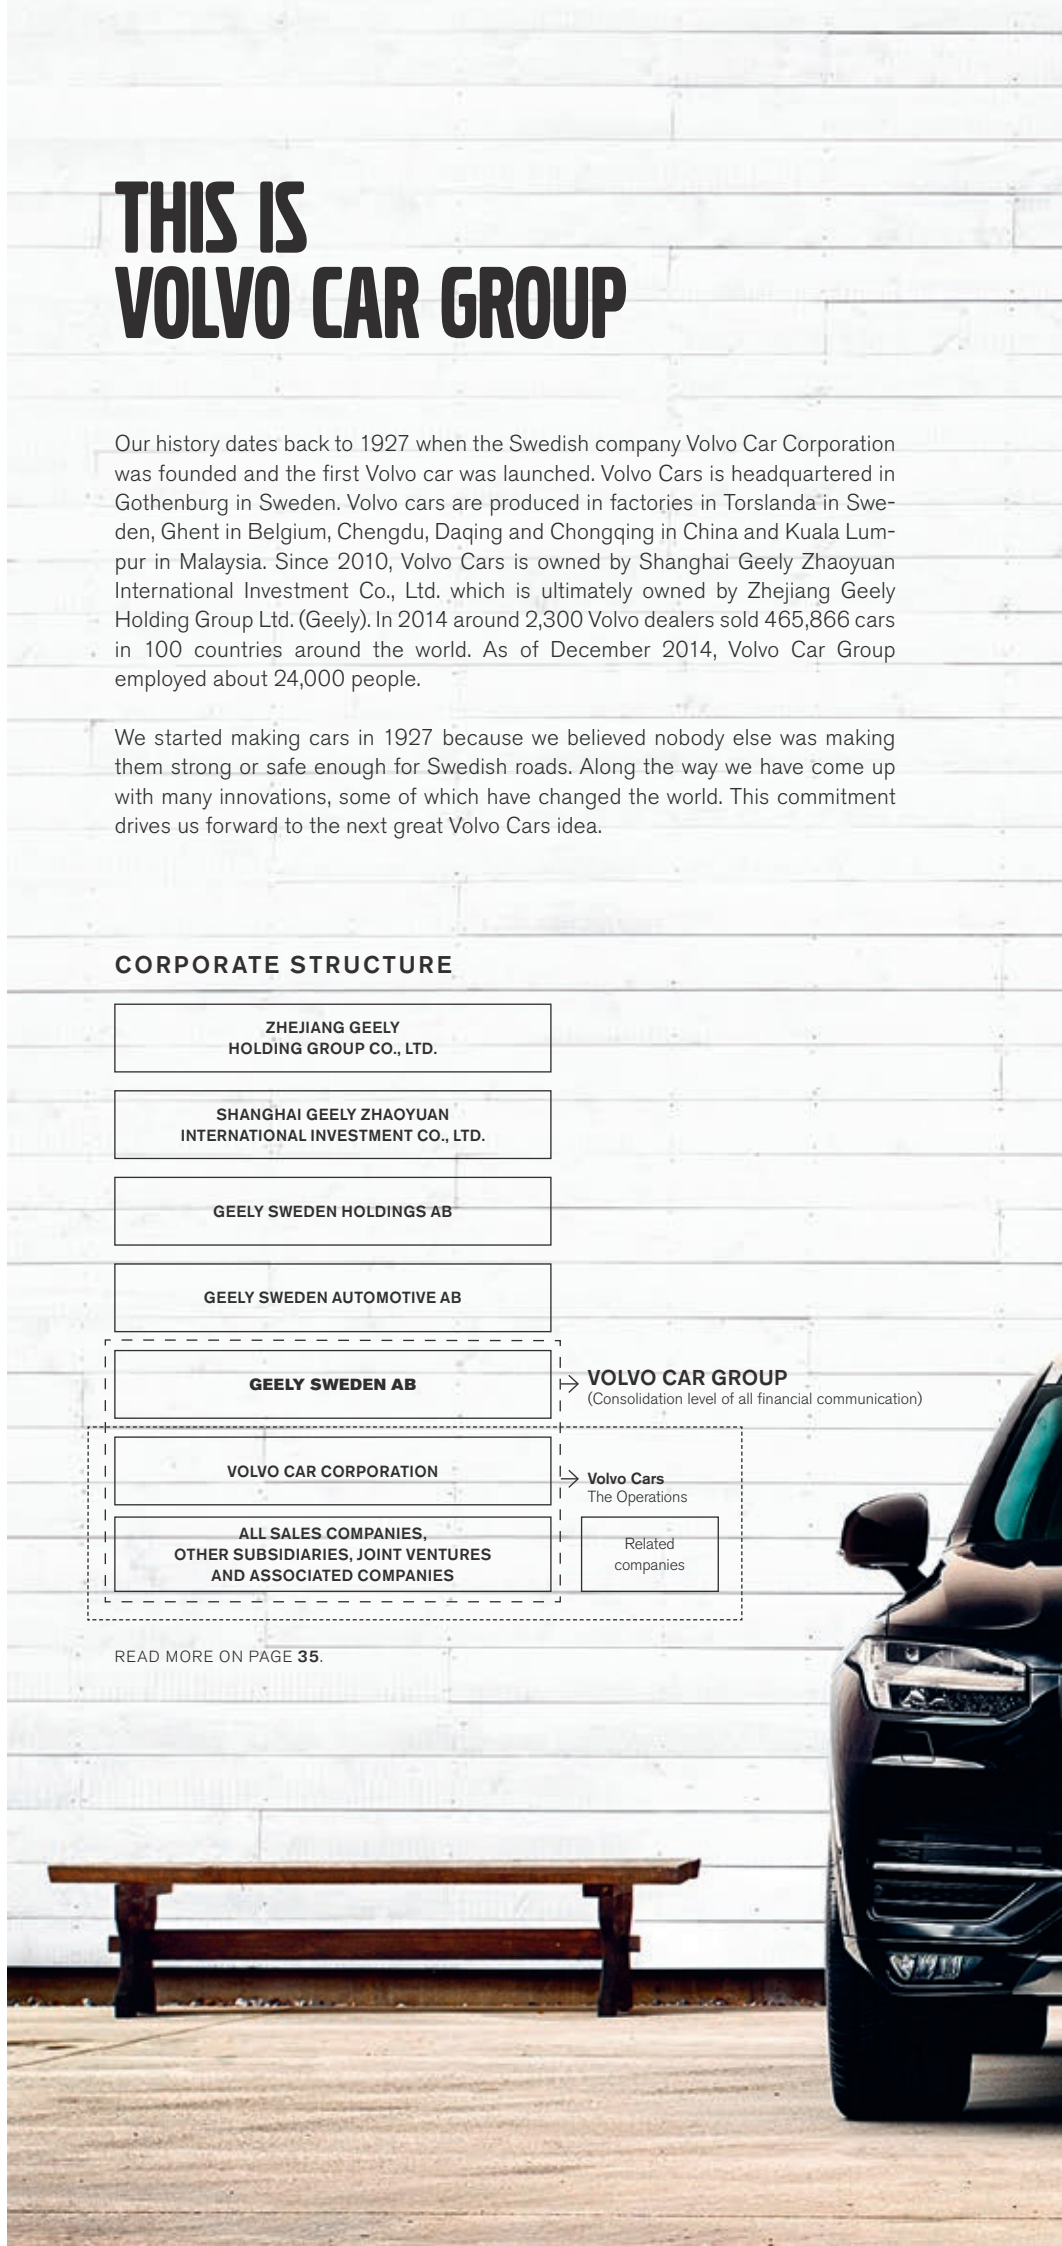 THIS IS
VOLVO CAR GROUP
Our history dates back to 1927 when the Swedish company Volvo Car Corporation
was founded and the first Volvo car was launched. Volvo Cars is headquartered in
Gothenburg in Sweden. Volvo cars are produced in factories in Torslanda in Swe-
den, Ghent in Belgium, Chengdu, Daqing and Chongqing in China and Kuala Lum-
pur in Malaysia. Since 2010, Volvo Cars is owned by Shanghai Geely Zhaoyuan
International Investment Co., Ltd. which is ultimately owned by Zhejiang Geely
Holding Group Ltd. (Geely). In 2014 around 2,300 Volvo dealers sold 465,866 cars
in 100 countries around the world. As of December 2014, Volvo Car Group
employed about 24,000 people.
We started making cars in 1927 because we believed nobody else was making
them strong or safe enough for Swedish roads. Along the way we have come up
with many innovations, some of which have changed the world. This commitment
drives us forward to the next great Volvo Cars idea.
CORPORATE STRUCTURE
ZHEJIANG GEELY
HOLDING GROUP CO., LTD.
SHANGHAI GEELY ZHAOYUAN
INTERNATIONAL INVESTMENT CO., LTD.
GEELY SWEDEN HOLDINGS AB
GEELY SWEDEN AUTOMOTIVE AB
GEELY SWEDEN AB
VOLVO CAR GROUP
(Consolidation level of all financial communication)
VOLVO CAR CORPORATION
Volvo Cars
The Operations
ALL SALES COMPANIES,
OTHER SUBSIDIARIES, JOINT VENTURES
AND ASSOCIATED COMPANIES
Related
companies
READ MORE ON PAGE 35.